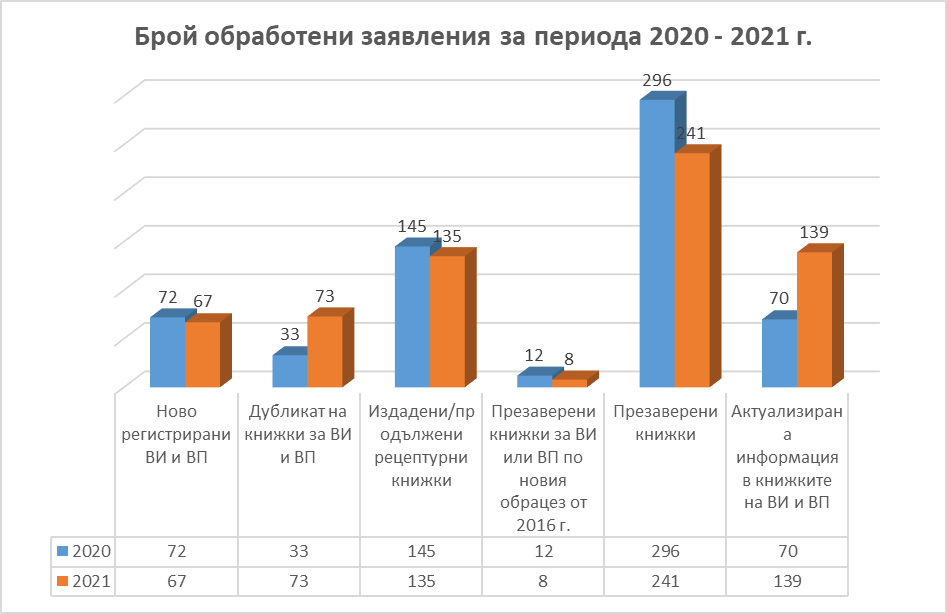 Брой обработени заявления за периода 2020 - 2021 г.
72
67
33
73
145
135
12
8
296
241
70
139
Ново
регистрирани
ВИ и ВП
Дубликат на
книжки за ВИ
и ВП
Издадени/пр
одължени
рецептурни
книжки
Презаверени
книжки за ВИ
или ВП по
новия
обрацез от
2016 г.
Презаверени
книжки
Актуализиран
а
информация
в книжките
на ВИ и ВП
2020 72 33 145 12 296 70
2021 67 73 135 8 241 139